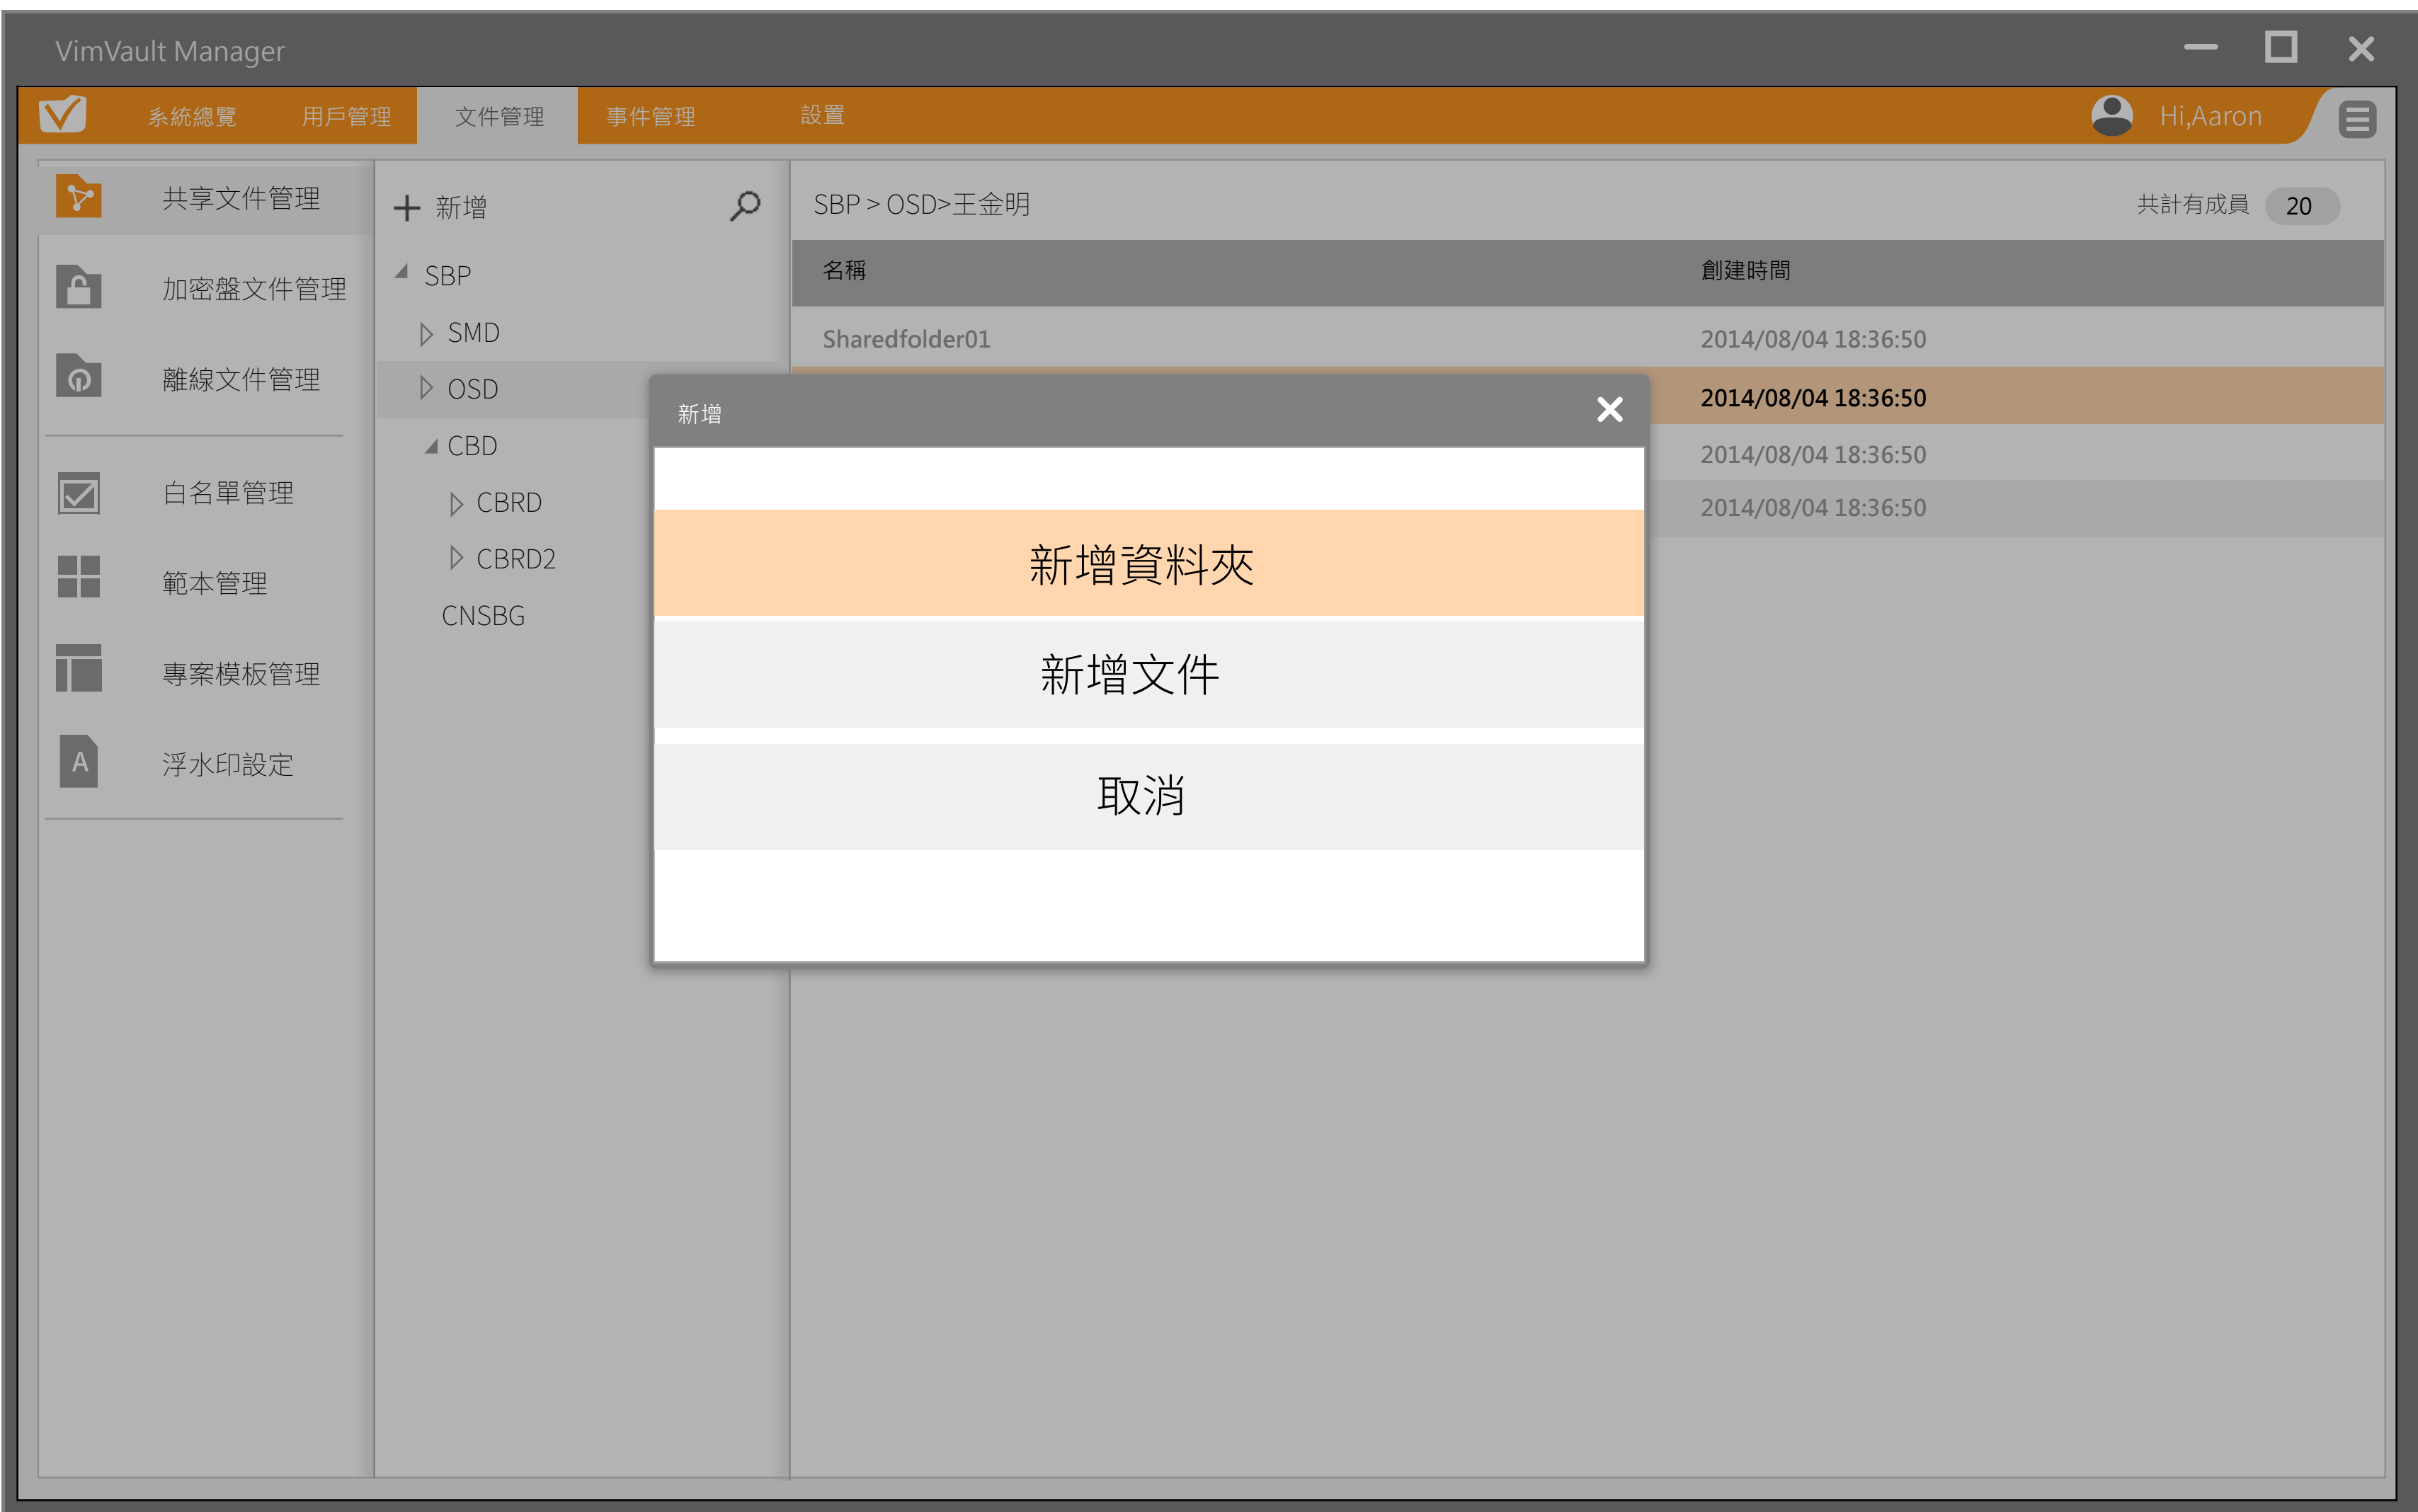 VimVault Manager
系統總覽 用戶管理 文件管理 事件管理 設置 Hi,Aaron
共享文件管理
加密盤文件管理
離線文件管理
白名單管理
範本管理
專案模板管理
A 浮水印設定
新增
SBP
SMD
OSD
CBD
CBRD
CBRD2
CNSBG
SBP > OSD>王金明 共計有成員 20
名稱 創建時間
Sharedfolder01 2014/08/04 18:36:50
2014/08/04 18:36:50
2014/08/04 18:36:50
2014/08/04 18:36:50
新增
新增資料夾
新增文件
取消